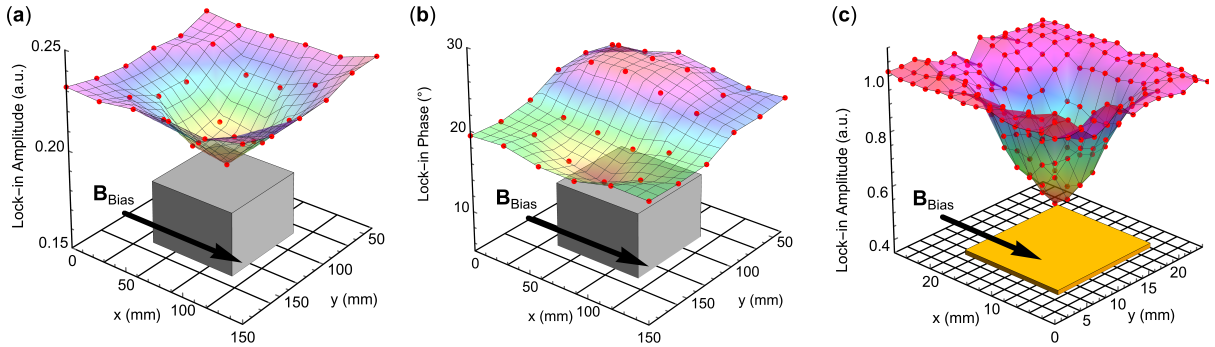 (a)
0.25
0.20
0.15
Lock-in Amplitude (a.u.)
B Bias
0
50
100
150
x (mm)
50
100
150
y (mm)
(b)
30
20
10
Lock-in Phase (°)
B Bias
0
50
100
150
x (mm)
50
100
150
y (mm)
(c)
1.0
0.8
0.6
0.4
Lock-in Amplitude (a.u.)
B Bias
20
10
0
x (mm)
5
10
15
20
y (mm)